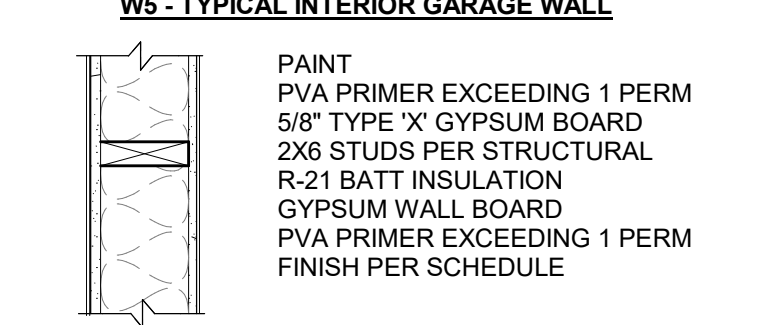 W5 - TYPICAL INTERIOR GARAGE WALL
PAINT
PVA PRIMER EXCEEDING 1 PERM
5/8" TYPE 'X' GYPSUM BOARD
2X6 STUDS PER STRUCTURAL
R-21 BATT INSULATION
GYPSUM WALL BOARD
PVA PRIMER EXCEEDING 1 PERM
FINISH PER SCHEDULE